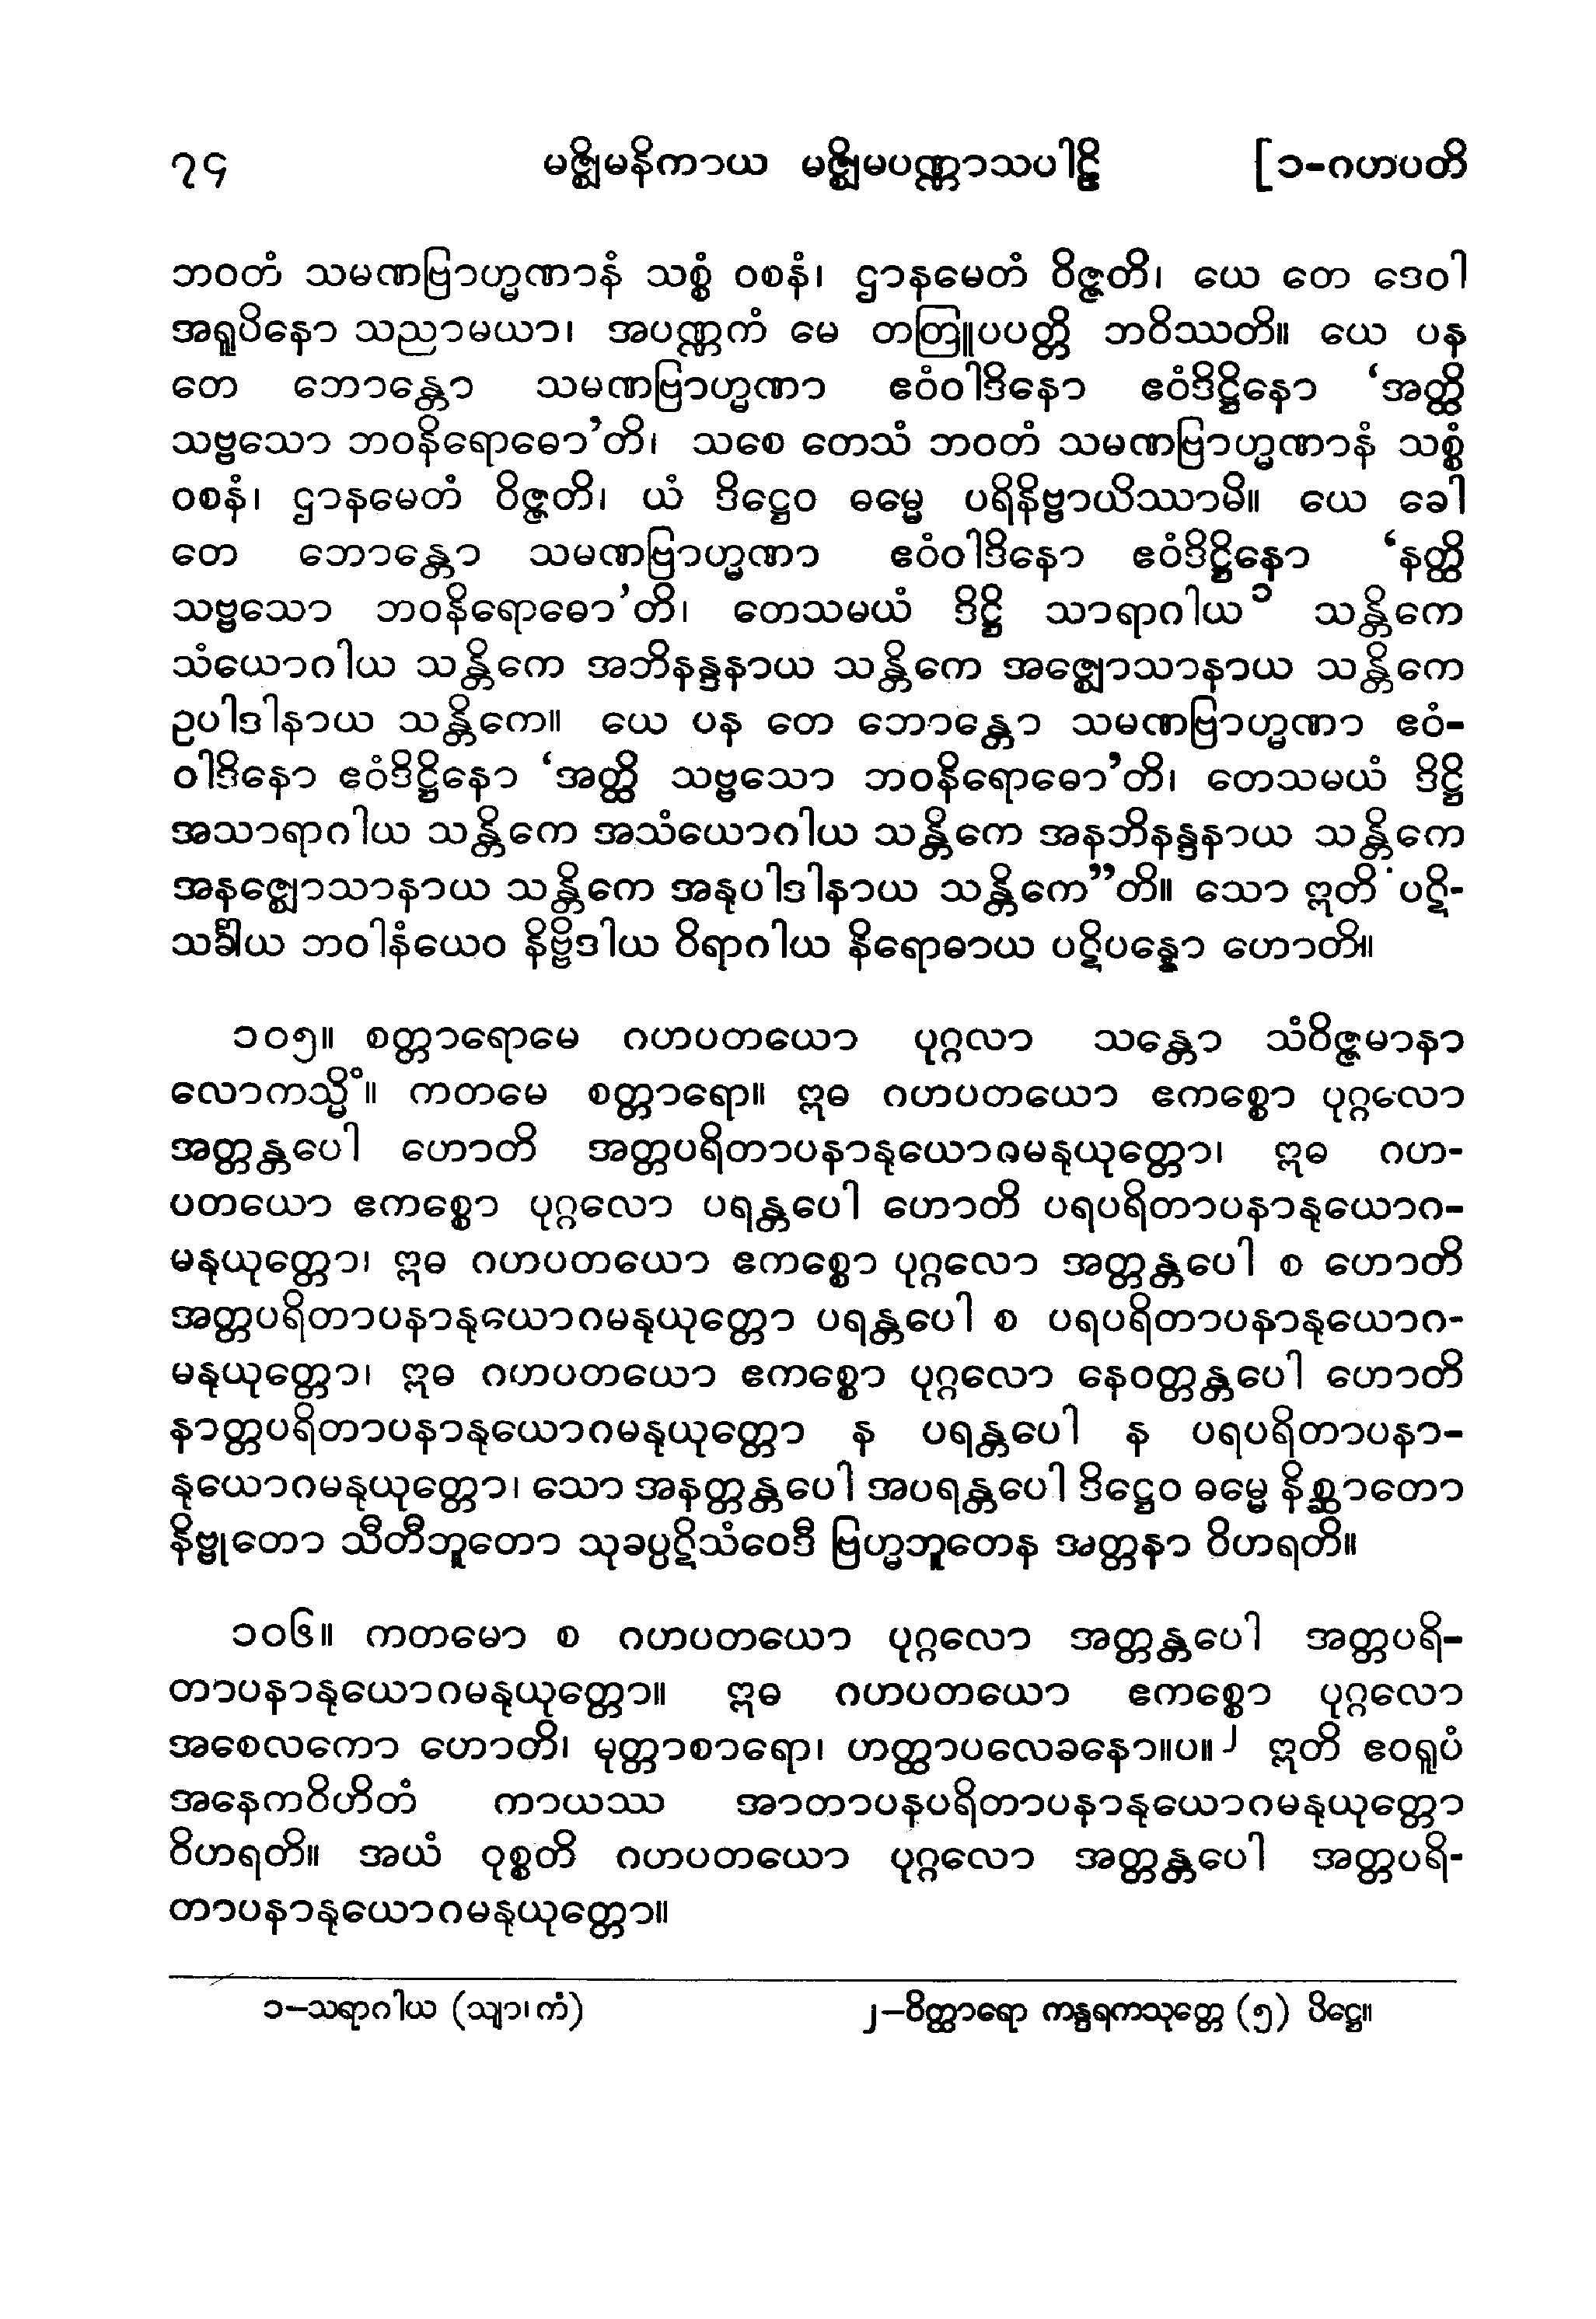 ၇၄ မဇ္ဈိမနိကာယ မဇ္ဈိမပဏ္ဏာသပါဠိ [၁-ဂဟပတိ
ဘဝတံ သမဏဗြာဟ္မဏာနံ သစ္စံ ဝစနံ၊ ဌာနမေတံ ဝိဇ္ဇတိ၊ ယေ တေ ဒေဝါ
အရူပိနော သညာမယာ၊ အပဏ္ဏကံ မေ တတြူပပတ္တိ ဘဝိဿတိ။ ယေ ပန
တေ ဘောန္တော သမဏဗြာဟ္မဏာ ဧဝံဝါဒိနော ဧဝံဒိဋ္ဌိနော ‘အတ္ထိ
သဗ္ဗသော ဘဝနိရောဓော’တိ၊ သစေ တေသံ ဘဝတံ သမဏဗြာဟ္မဏာနံ သစ္စံ
ဝစနံ၊ ဌာနမေတံ ဝိဇ္ဇတိ၊ ယံ ဒိဋ္ဌေဝ ဓမ္မေ ပရိနိဗ္ဗာယိဿာမိ။ ယေ ခေါ
တေ ဘောန္တော သမဏဗြာဟ္မဏာ ဧဝံဝါဒိနော ဧဝံဒိဋ္ဌိနော ‘နတ္ထိ
သဗ္ဗသော ဘဝနိရောဓော’တိ၊ တေသမယံ ဒိဋ္ဌိ သာရာဂါယ ၁ သန္တိကေ
သံယောဂါယ သန္တိကေ အဘိနန္ဒနာယ သန္တိကေ အဇ္ဈောသာနာယ သန္တိကေ
ဥပါဒါနာယ သန္တိကေ။ ယေ ပန တေ ဘောန္တော သမဏဗြာဟ္မဏာ ဧဝံ-
ဝါဒိနော ဧဝံဒိဋ္ဌိနော ‘အတ္ထိ သဗ္ဗသော ဘဝနိရောဓော’တိ၊ တေသမယံ ဒိဋ္ဌိ
အသာရာဂါယ သန္တိကေ အသံယောဂါယ သန္တိကေ အနဘိနန္ဒနာယ သန္တိကေ
အနဇ္ဈောသာနာယ သန္တိကေ အနုပါဒါနာယ သန္တိကေ”တိ။ သော ဣတိ ပဋိ-
သင်္ခါယ ဘဝါနံယေဝ နိဗ္ဗိဒါယ ဝိရာဂါယ နိရောဓာယ ပဋိပန္နော ဟောတိ။
၁၀၅။ စတ္တာရောမေ ဂဟပတယော ပုဂ္ဂလာ သန္တော သံဝိဇ္ဇမာနာ
လောကသ္မိံ။ ကတမေ စတ္တာရော။ ဣဓ ဂဟပတယော ဧကစ္စော ပုဂ္ဂလော
အတ္တန္တပေါ ဟောတိ အတ္တပရိတာပနာနုယောဂမနုယုတ္တော၊ ဣဓ ဂဟ-
ပတယော ဧကစ္စော ပုဂ္ဂလော ပရန္တပေါ ဟောတိ ပရပရိတာပနာနုယောဂ-
မနုယုတ္တော၊ ဣဓ ဂဟပတယော ဧကစ္စော ပုဂ္ဂလော အတ္တန္တပေါ စ ဟောတိ
အတ္တပရိတာပနာနုယောဂမနုယုတ္တော ပရန္တပေါ စ ပရပရိတာပနာနုယောဂ-
မနုယုတ္တော၊ ဣဓ ဂဟပတယော ဧကစ္စော ပုဂ္ဂလော နေဝတ္တန္တပေါ ဟောတိ
နာတ္တပရိတာပနာနုယောဂမနုယုတ္တော န ပရန္တပေါ န ပရပရိတာပနာ-
နုယောဂမနုယုတ္တော၊ သော အနတ္တန္တပေါ အပရန္တပေါ ဒိဋ္ဌေဝ ဓမ္မေ နိစ္ဆာတော
နိဗ္ဗုတော သီတီဘူတော သုခပ္ပဋိသံဝေဒီ ဗြဟ္မဘူတေန အတ္တနာ ဝိဟရတိ။
၁၀၆။ ကတမော စ ဂဟပတယော ပုဂ္ဂလော အတ္တန္တပေါ အတ္တပရိ-
တာပနာနုယောဂမနုယုတ္တော။ ဣဓ ဂဟပတယော ဧကစ္စော ပုဂ္ဂလော
အစေလကော ဟောတိ၊ မုတ္တာစာရော၊ ဟတ္ထာပလေခနော။ပ။ ၂ ဣတိ ဧဝရူပံ
အနေကဝိဟိတံ ကာယဿ အာတာပနပရိတာပနာနုယောဂမနုယုတ္တော
ဝိဟရတိ။ အယံ ဝုစ္စတိ ဂဟပတယော ပုဂ္ဂလော အတ္တန္တပေါ အတ္တပရိ-
တာပနာနုယောဂမနုယုတ္တော။
၁–သရာဂါယ (သျာ၊ ကံ) ၂–ဝိတ္ထာရော ကန္ဒရကသုတ္တေ (၅) ပိဋ္ဌေ။